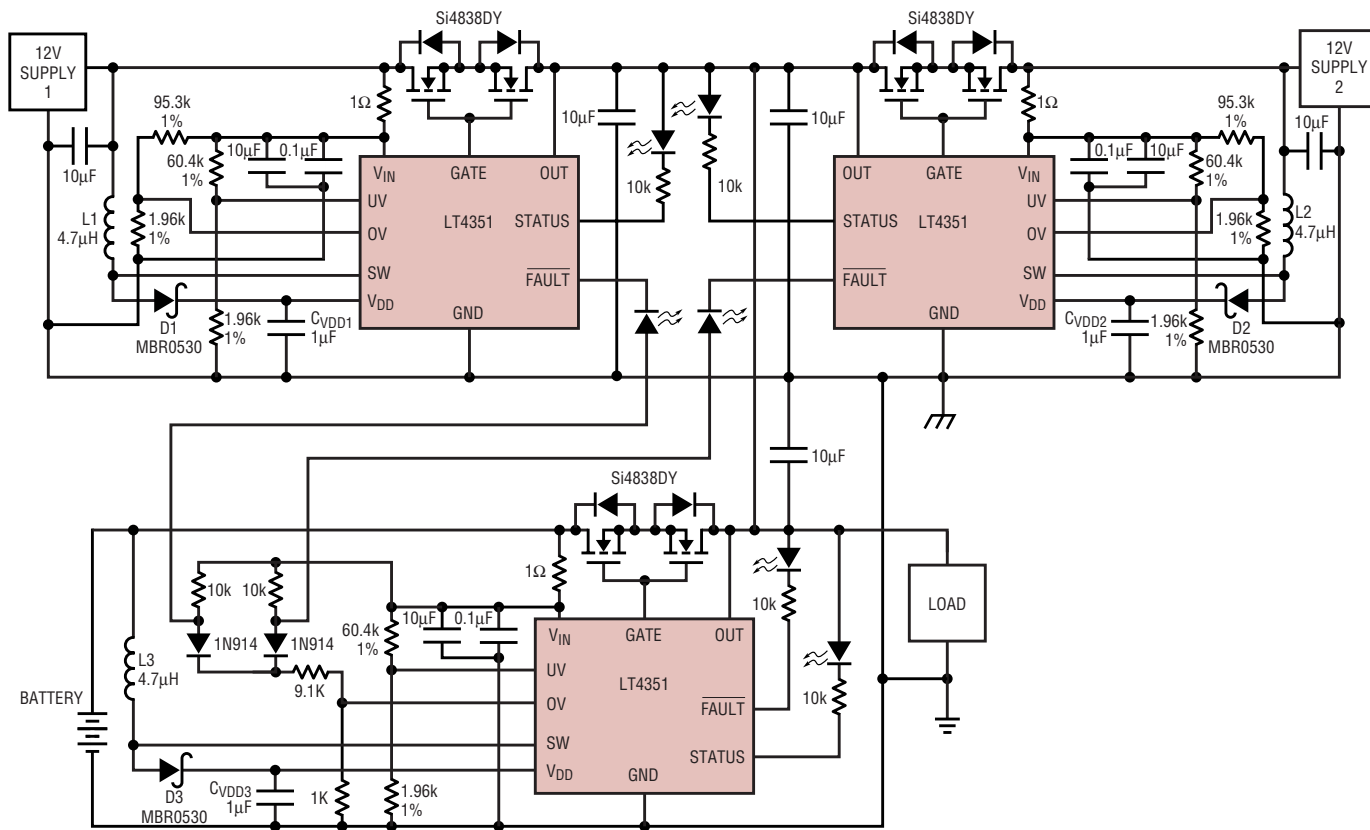 Si4838DY
Si4838DY
12V
SUPPLY
1
12V
SUPPLY
2
95.3k
1%
1Ω
10µF
10µF
1Ω
95.3k
1%
10µF
10µF
60.4k
1%
10µF
0.1µF
0.1µF
10µF
60.4k
1%
VIN
GATE
OUT
UV
LT4351
STATUS
OV
SW
FAULT
VDD
GND
10k
10k
OUT
GATE
VIN
STATUS
LT4351
UV
OV
FAULT
SW
VDD
GND
L1
4.7µH
1.96k
1%
1.96k
1%
L2
4.7µH
D1
MBR0530
1.96k
1%
CVDD1
1µF
CVDD2
1µF
1.96k
1%
D2
MBR0530
Si4838DY
10µF
10k
10k
1Ω
1N914
1N914
60.4k
1%
10µF
0.1µF
9.1K
L3
4.7µH
BATTERY
VIN
GATE
OUT
UV
LT4351
OV
FAULT
SW
STATUS
VDD
GND
10k
10k
LOAD
D3
MBR0530
CVDD3
1µF
1K
1.96k
1%